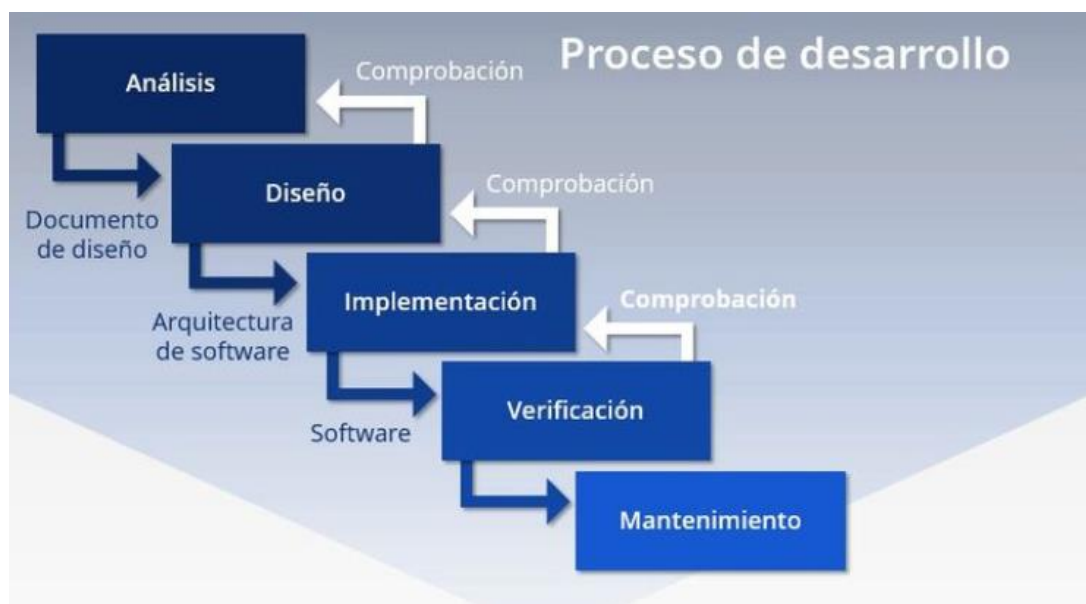 Proceso de desarrollo
Análisis
Comprobación
Diseño
Comprobación
Documento
de diseño
Implementación
Comprobación
Arquitectura
de software
Verificación
Software
Mantenimiento